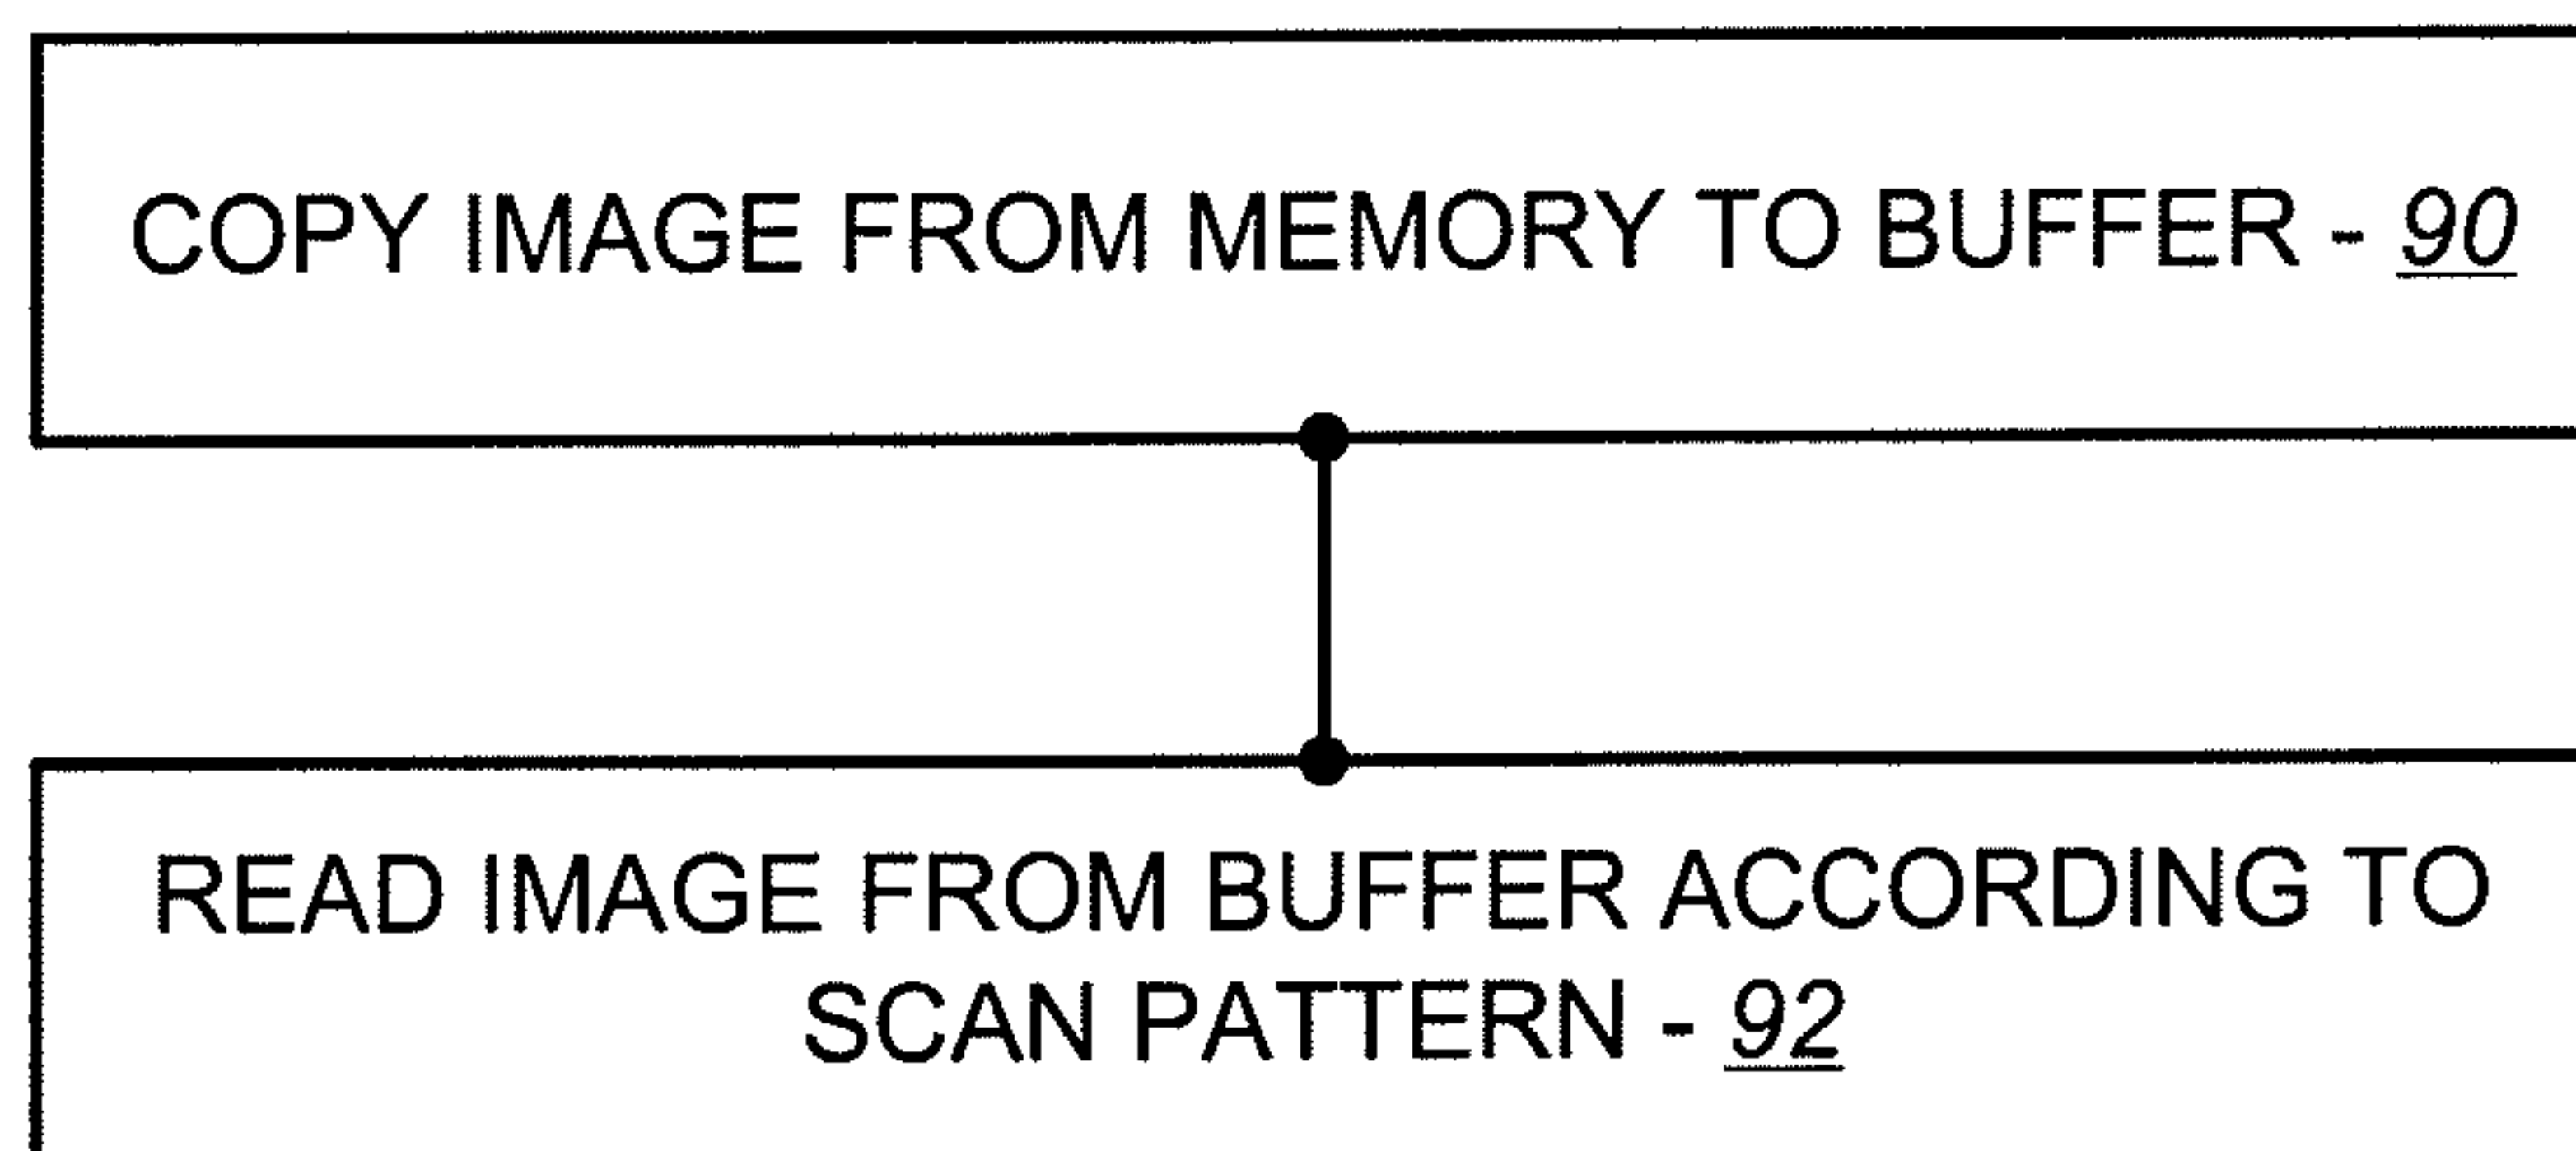 COPY IMAGE FROM MEMORY TO BUFFER - 90
READ IMAGE FROM BUFFER ACCORDING TO
SCAN PATTERN - 92